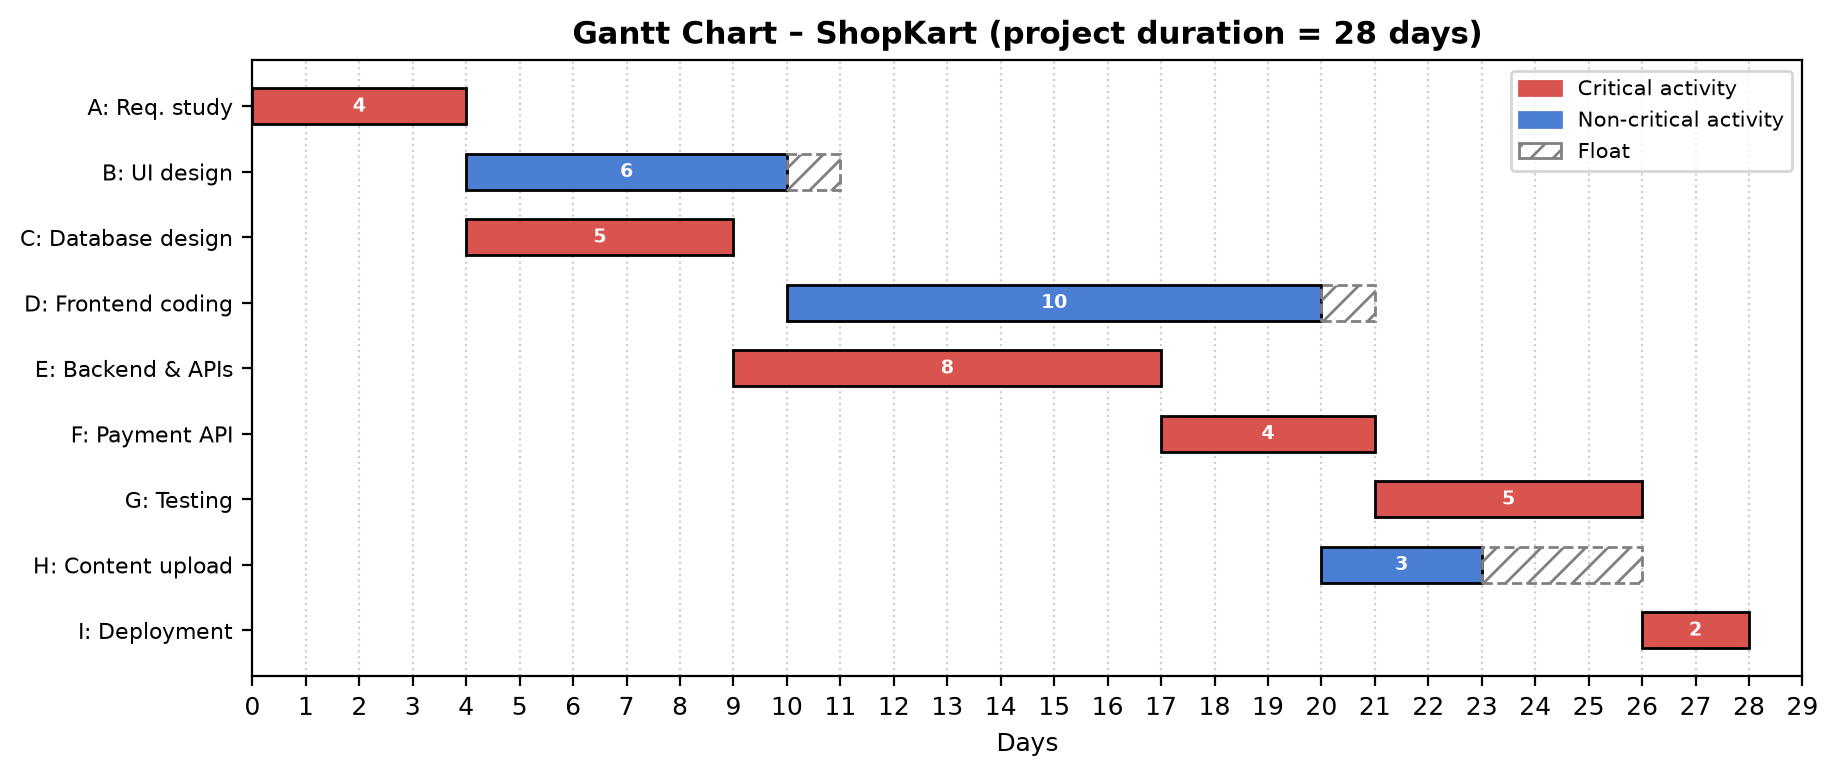 Gantt Chart – ShopKart (project duration = 28 days)
Critical activity
Non-critical activity
Float
A: Req. study
4
B: UI design
6
C: Database design
5
D: Frontend coding
10
E: Backend & APIs
8
F: Payment API
4
G: Testing
5
H: Content upload
3
I: Deployment
2
0 1 2 3 4 5 6 7 8 9 10 11 12 13 14 15 16 17 18 19 20 21 22 23 24 25 26 27 28 29
Days